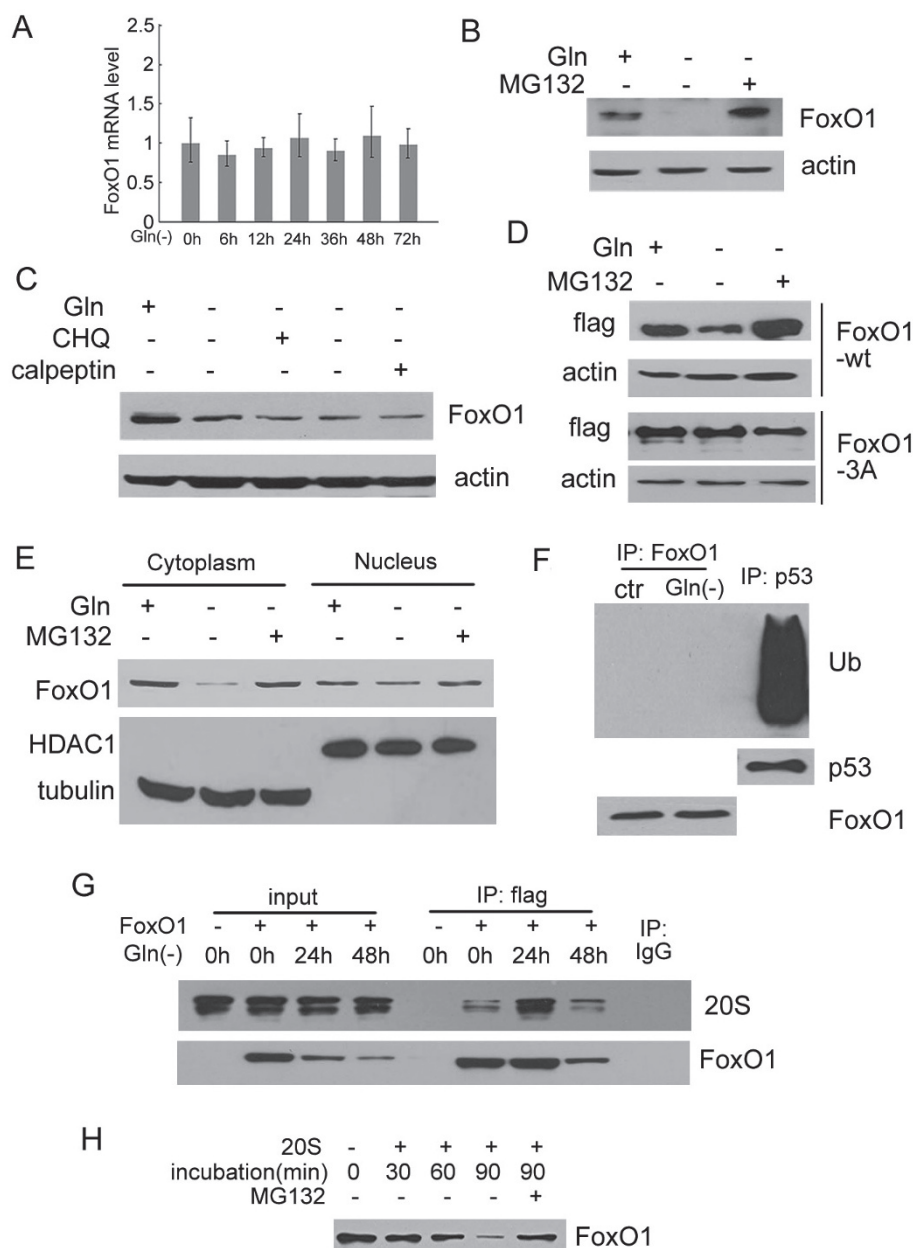 A
FoxO1 mRNA level
2.5
2
1.5
1
0.5
0
Gln(-) 0h 6h 12h 24h 36h 48h 72h
B
Gln + - -
MG132 - - +
FoxO1
actin
C
Gln + - - - -
CHQ - - + - -
calpeptin - - - - +
FoxO1
actin
D
Gln + - -
MG132 - - +
flag
actin
FoxO1
-wt
flag
actin
FoxO1
-3A
E
Cytoplasm Nucleus
Gln + - - + - -
MG132 - - + - - +
FoxO1
HDAC1
tubulin
F
IP: FoxO1 IP: p53
ctr Gln(-)
Ub
p53
FoxO1
G
input IP: flag
FoxO1 - + + + - + + + IP:
Gln(-) 0h 0h 24h 48h 0h 0h 24h 48h IgG
20S
FoxO1
H
20S - + + + +
incubation(min) 0 30 60 90 90
MG132 - - - - +
FoxO1